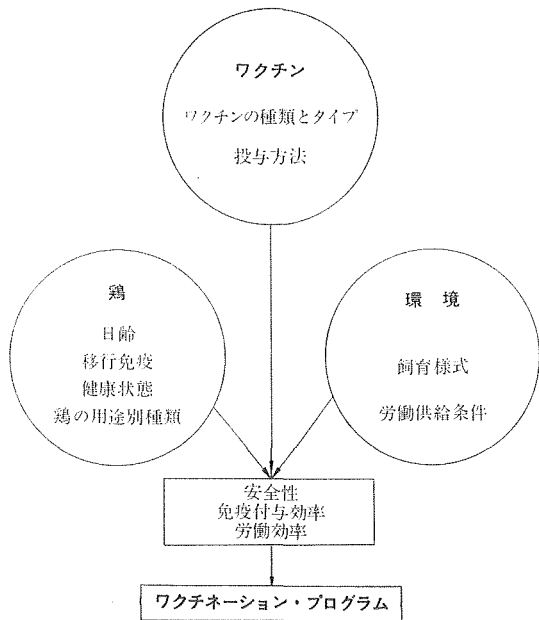 ワクチン
ワクチンの種類とタイプ
投与方法
鶏
日齢
移行免疫
健康状態
鶏の用途別種類
環 境
飼育様式
労働供給条件
安全性
免疫付与効率
労働効率
ワクチネーション・プログラム